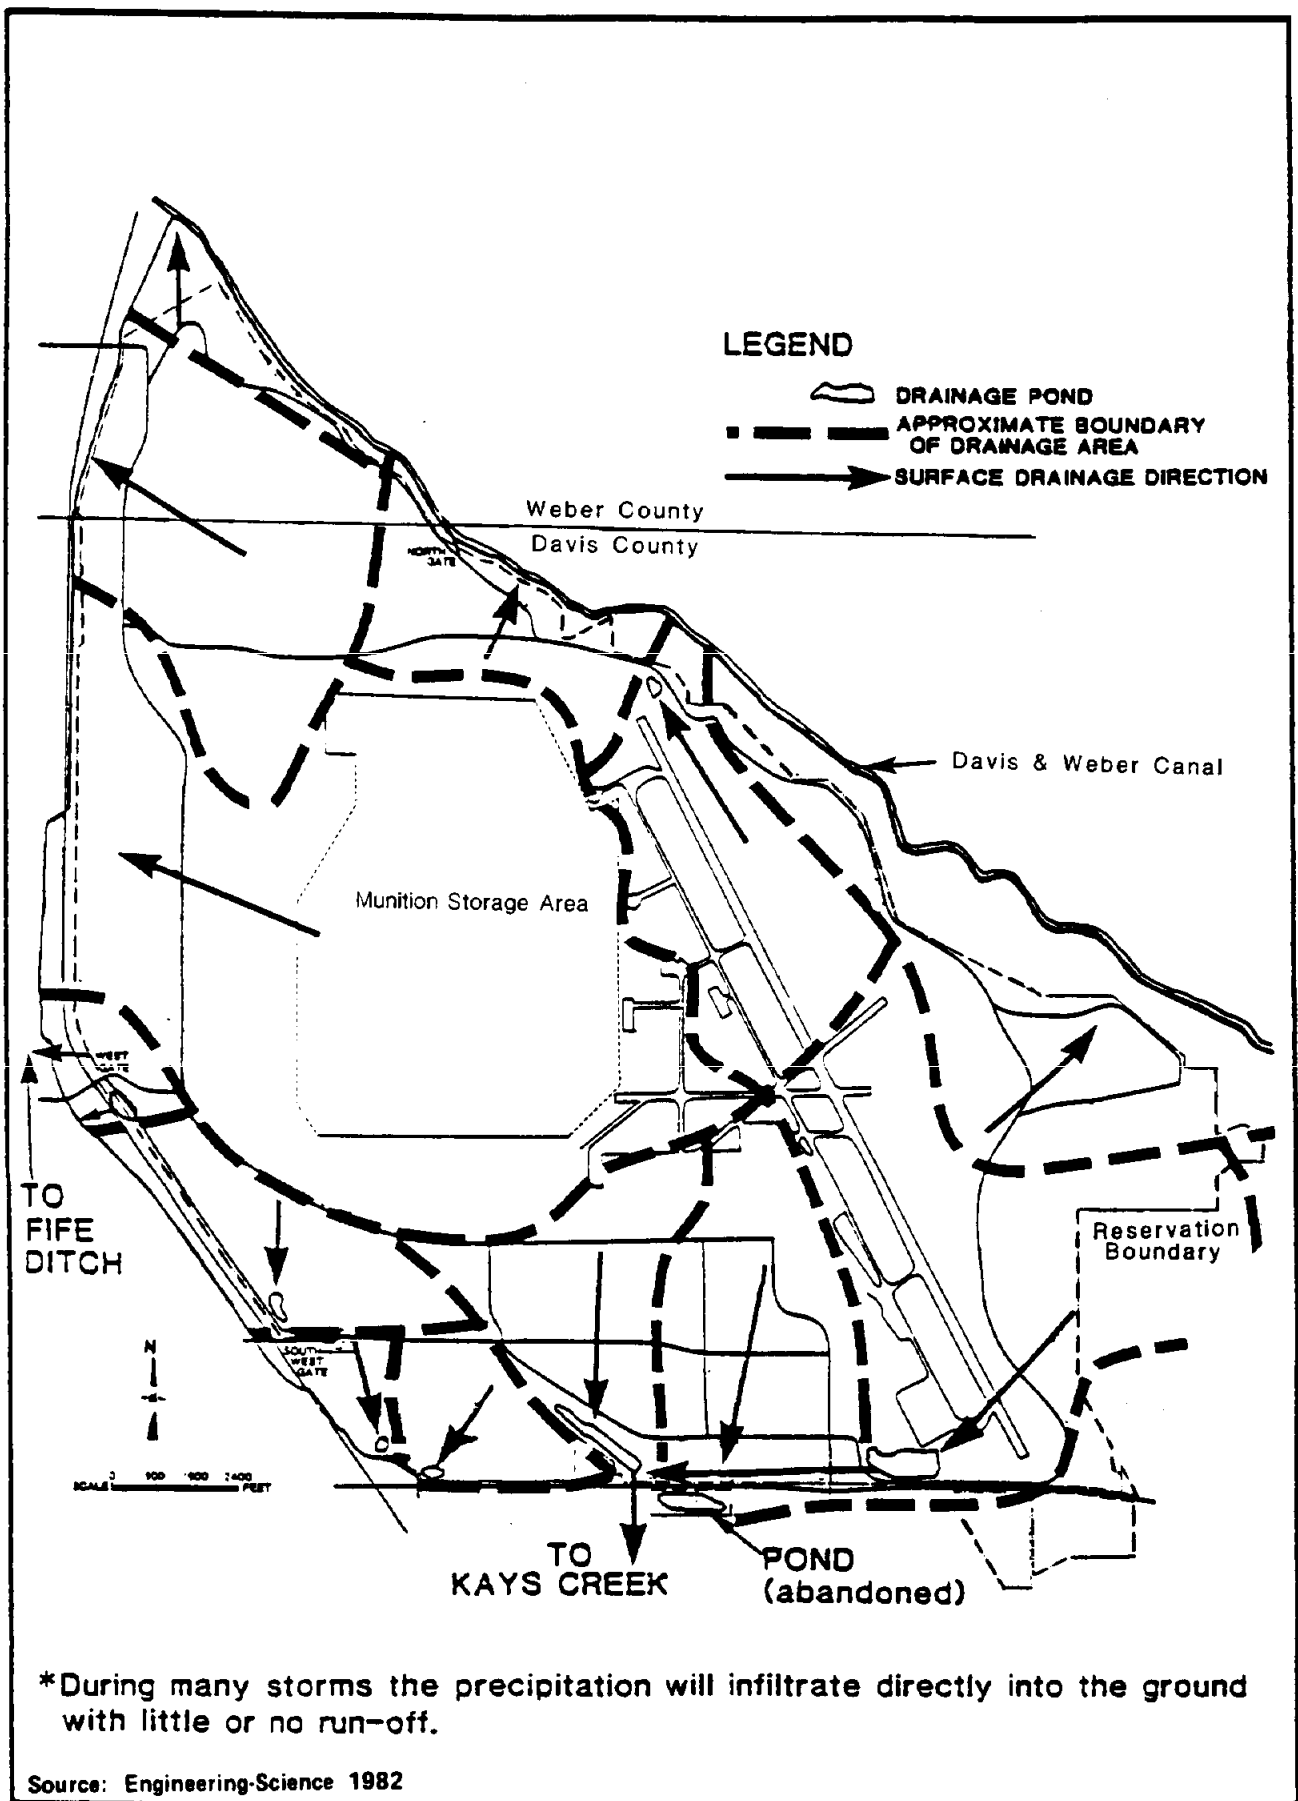 LEGEND
DRAINAGE POND
APPROXIMATE BOUNDARY
OF DRAINAGE AREA
SURFACE DRAINAGE DIRECTION
Weber County
Davis County
NORTH
GATE
Davis & Weber Canal
Munition Storage Area
WEST
GATE
TO
FIFE
DITCH
Reservation
Boundary
N
SOUTH
WEST
GATE
SCALE
FEET
TO
KAYS CREEK
POND
(abandoned)
*During many storms the precipitation will infiltrate directly into the ground
with little or no run-off.
Source: Engineering-Science 1982